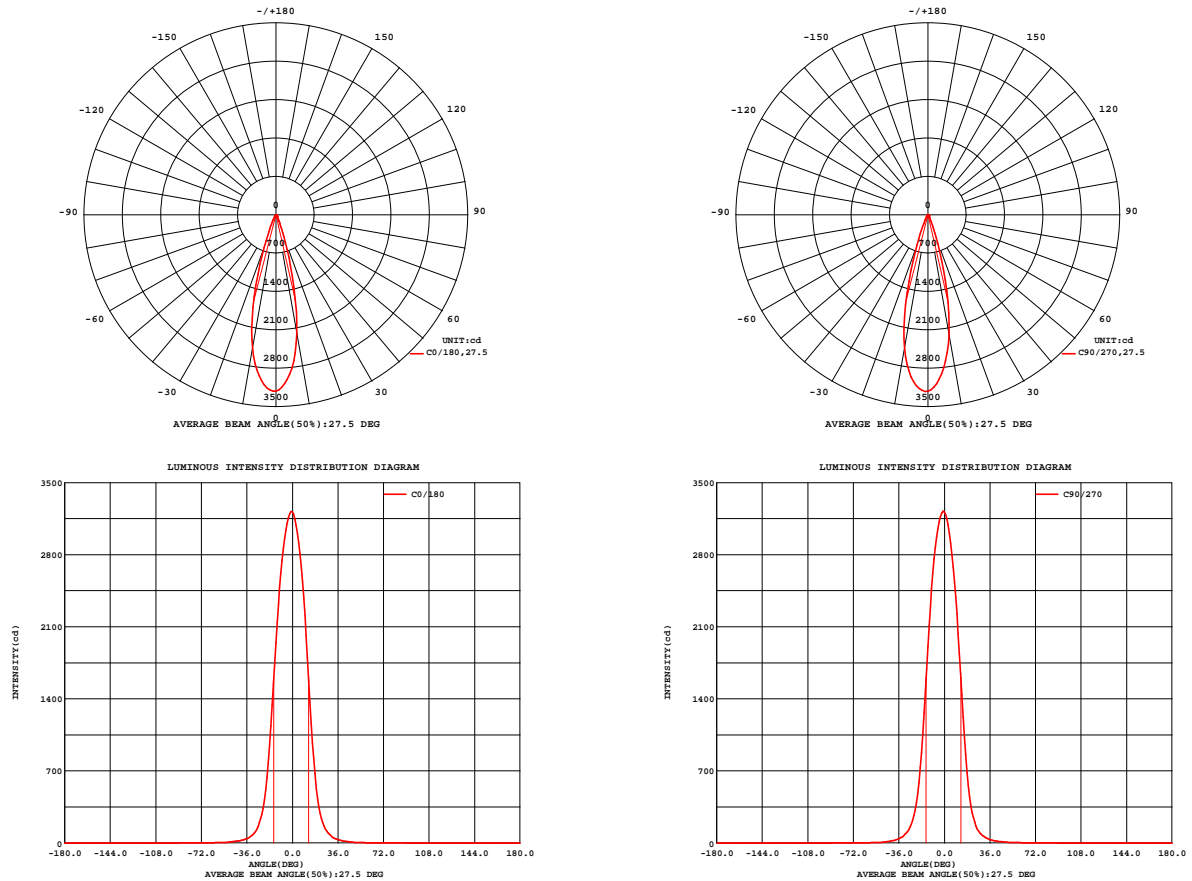 -/+180
-150 150
-120 120
-90 90
-60 60
-30 30
0
700
1400
2100
2800
3500
0
UNIT:cd
C0/180,27.5
AVERAGE BEAM ANGLE(50%):27.5 DEG
-/+180
-150 150
-120 120
-90 90
-60 60
-30 30
0
700
1400
2100
2800
3500
0
UNIT:cd
C90/270,27.5
AVERAGE BEAM ANGLE(50%):27.5 DEG
LUMINOUS INTENSITY DISTRIBUTION DIAGRAM
C0/180
INTENSITY(cd)
3500
2800
2100
1400
700
0
-180.0 -144.0 -108.0 -72.0 -36.0 0.0 36.0 72.0 108.0 144.0 180.0
ANGLE(DEG)
AVERAGE BEAM ANGLE(50%):27.5 DEG
LUMINOUS INTENSITY DISTRIBUTION DIAGRAM
C90/270
INTENSITY(cd)
3500
2800
2100
1400
700
0
-180.0 -144.0 -108.0 -72.0 -36.0 0.0 36.0 72.0 108.0 144.0 180.0
ANGLE(DEG)
AVERAGE BEAM ANGLE(50%):27.5 DEG